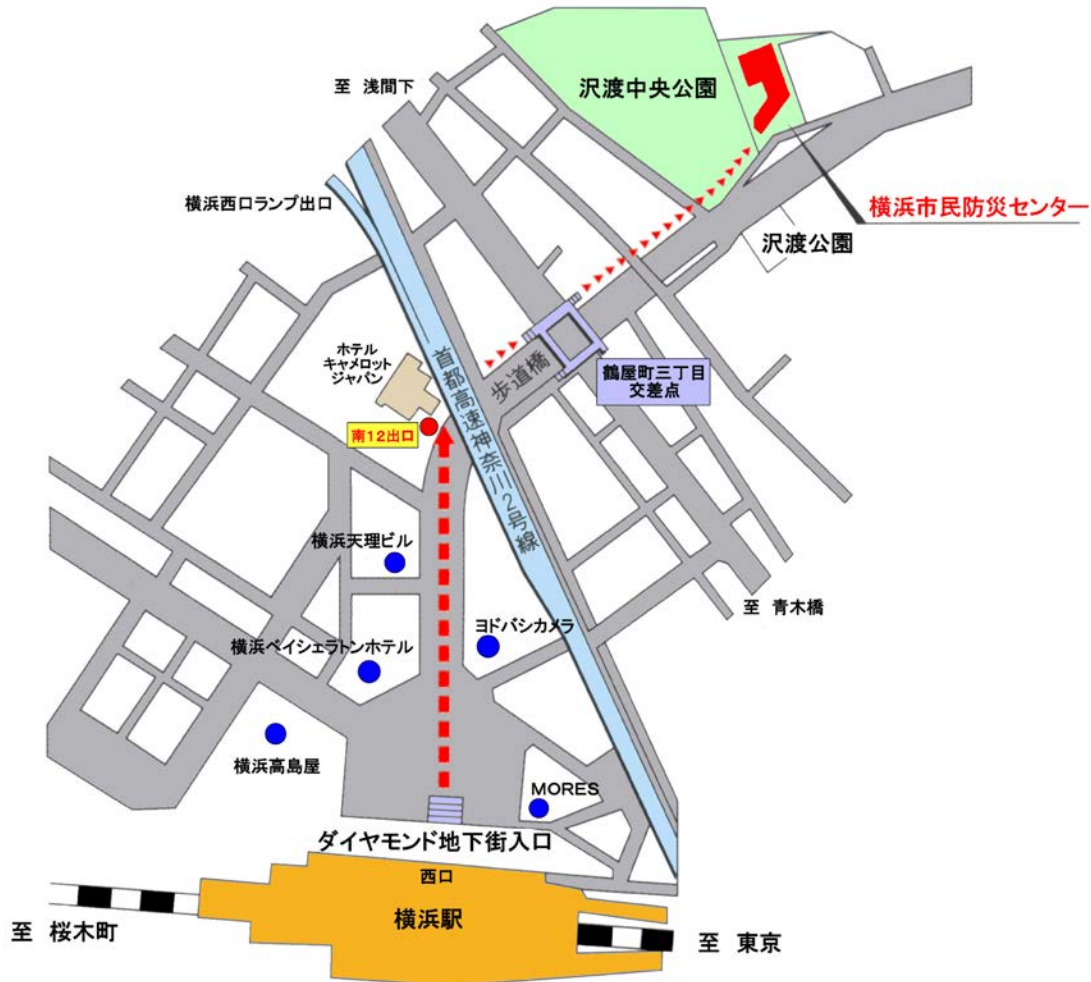 沢渡中央公園
至 浅間下
横浜西口ランプ出口
横浜市民防災センター
沢渡公園
ホテル
キャメロット
ジャパン
首都高速神奈川2号線
歩道橋
鶴屋町三丁目
交差点
南12出口
横浜天理ビル
至 青木橋
ヨドバシカメラ
横浜ベイシェラトンホテル
横浜高島屋
MORES
ダイヤモンド地下街入口
西口
横浜駅
至 桜木町
至 東京